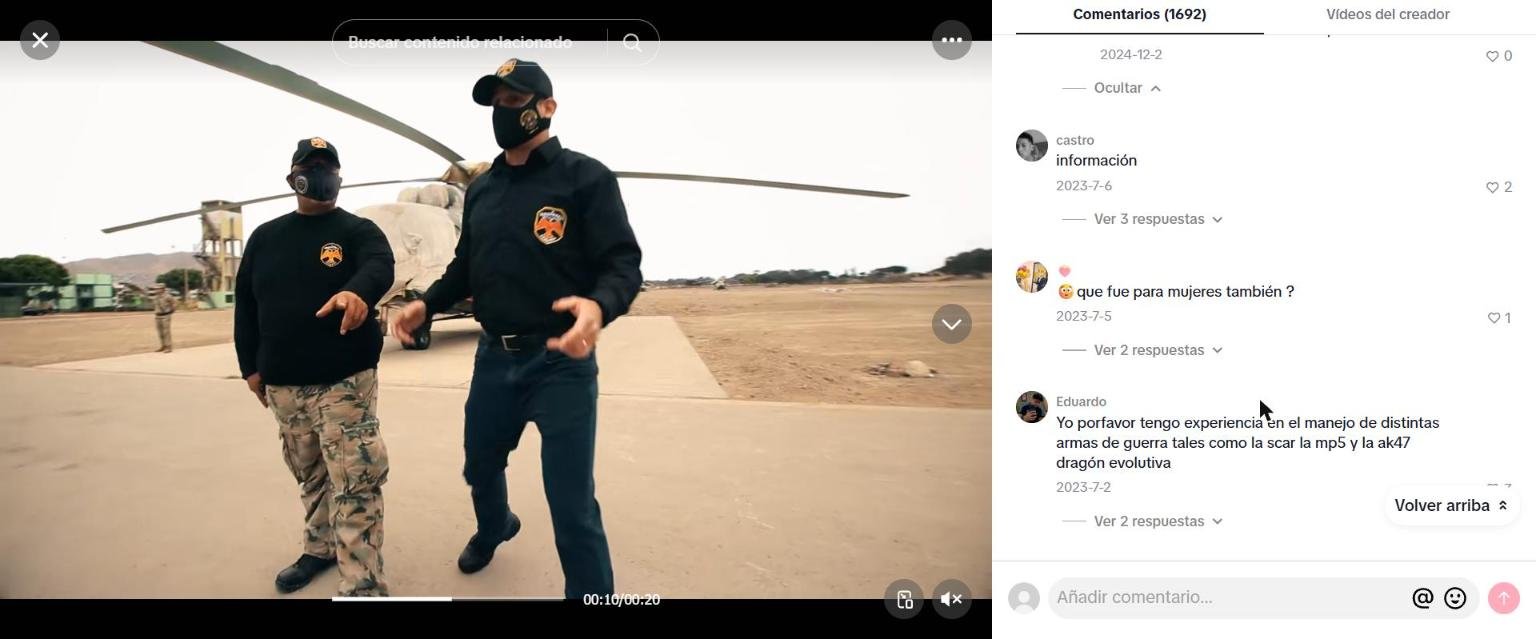 Buscar contenido relacionado
00:10/00:20
Comentarios (1692)
Vídeos del creador
2024-12-2
0
Ocultar
castro
información
2023-7-6
2
Ver 3 respuestas
que fue para mujeres también ?
2023-7-5
1
Ver 2 respuestas
Eduardo
Yo porfavor tengo experiencia en el manejo de distintas
armas de guerra tales como la scar la mp5 y la ak47
dragón evolutiva
2023-7-2
Ver 2 respuestas
Volver arriba
Añadir comentario...
@